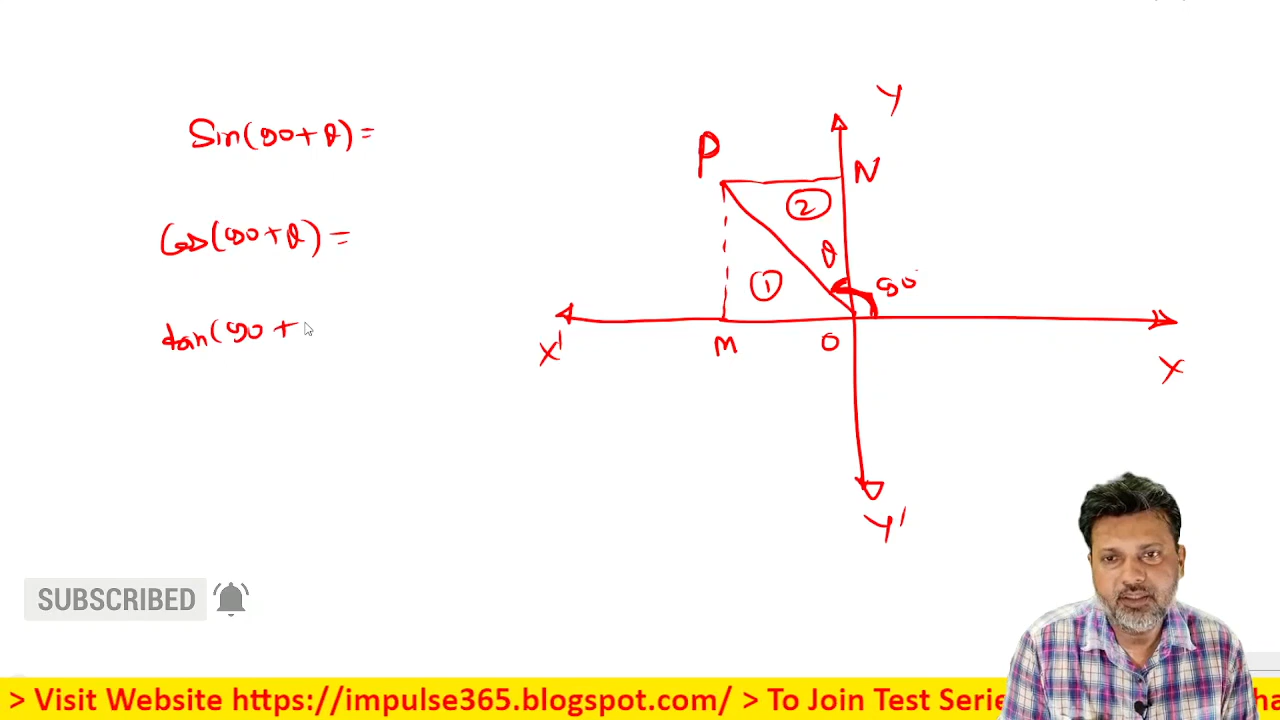 Sin(90+θ)=
Cos(90+θ)=
tan(90+
Y
P
N
2
θ
1
90°
X'
M
O
X
Y'
SUBSCRIBED
> Visit Website https://impulse365.blogspot.com/ > To Join Test Serie
ha